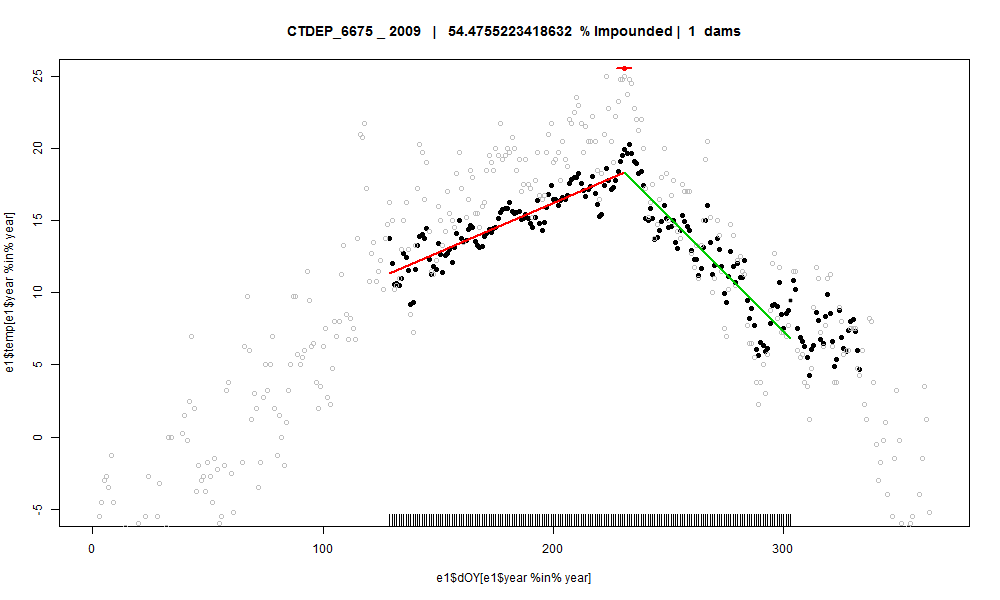 CTDEP_6675 _ 2009 | 54.4755223418632 % Impounded | 1 dams
25
20
15
10
5
0
-5
e1$temp[e1$year %in% year]
0 100 200 300
e1$dOY[e1$year %in% year]